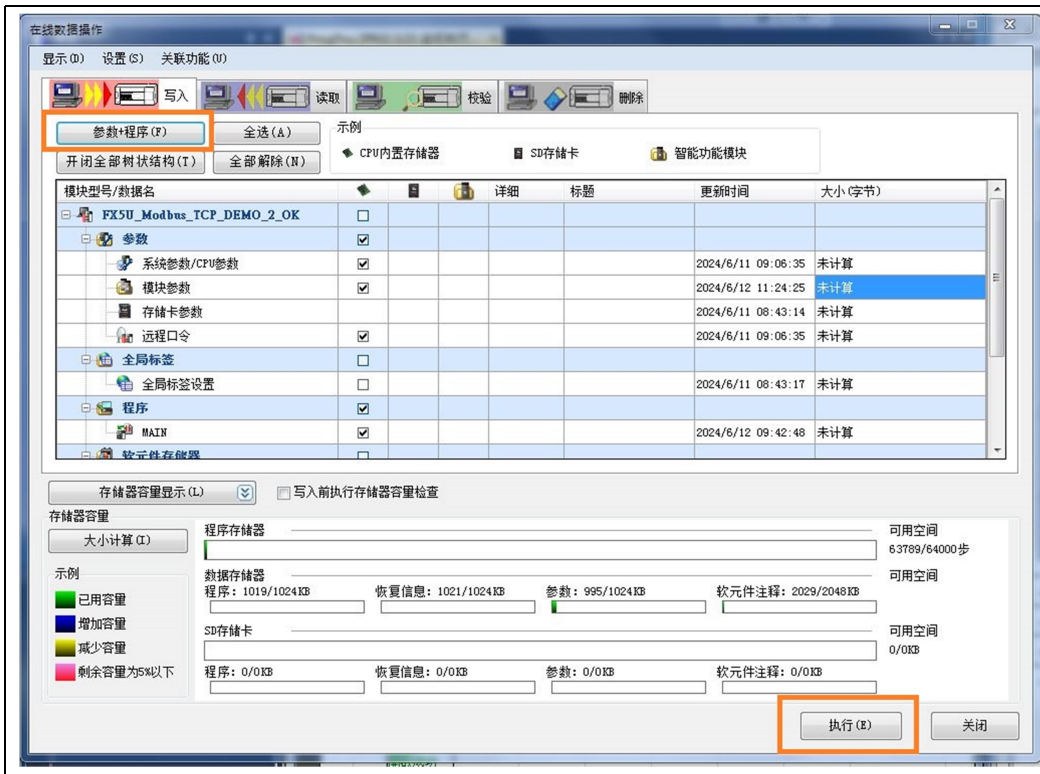 在线数据操作
显示(D) 设置(S) 关联功能(U)
写入 读取 校验 删除
参数+程序(F) 全选(A) 示例
开闭全部树状结构(T) 全部解除(N) CPU内置存储器 SD存储卡 智能功能模块
模块型号/数据名 详细 标题 更新时间 大小(字节)
FX5U_Modbus_TCP_DEMO_2_OK
参数
系统参数/CPU参数 2024/6/11 09:06:35 未计算
模块参数 2024/6/12 11:24:25 未计算
存储卡参数 2024/6/11 08:43:14 未计算
远程口令 2024/6/11 09:06:35 未计算
全局标签
全局标签设置 2024/6/11 08:43:17 未计算
程序
MAIN 2024/6/12 09:42:48 未计算
软元件存储器
存储器容量显示(L) 写入前执行存储器容量检查
存储器容量
大小计算(I) 程序存储器 可用空间
63789/64000步
示例 数据存储器 可用空间
已用容量 程序: 1019/1024KB 恢复信息: 1021/1024KB 参数: 995/1024KB 软元件注释: 2029/2048KB
增加容量
减少容量 SD存储卡 可用空间
0/0KB
剩余容量为5%以下 程序: 0/0KB 恢复信息: 0/0KB 参数: 0/0KB 软元件注释: 0/0KB
执行(E) 关闭